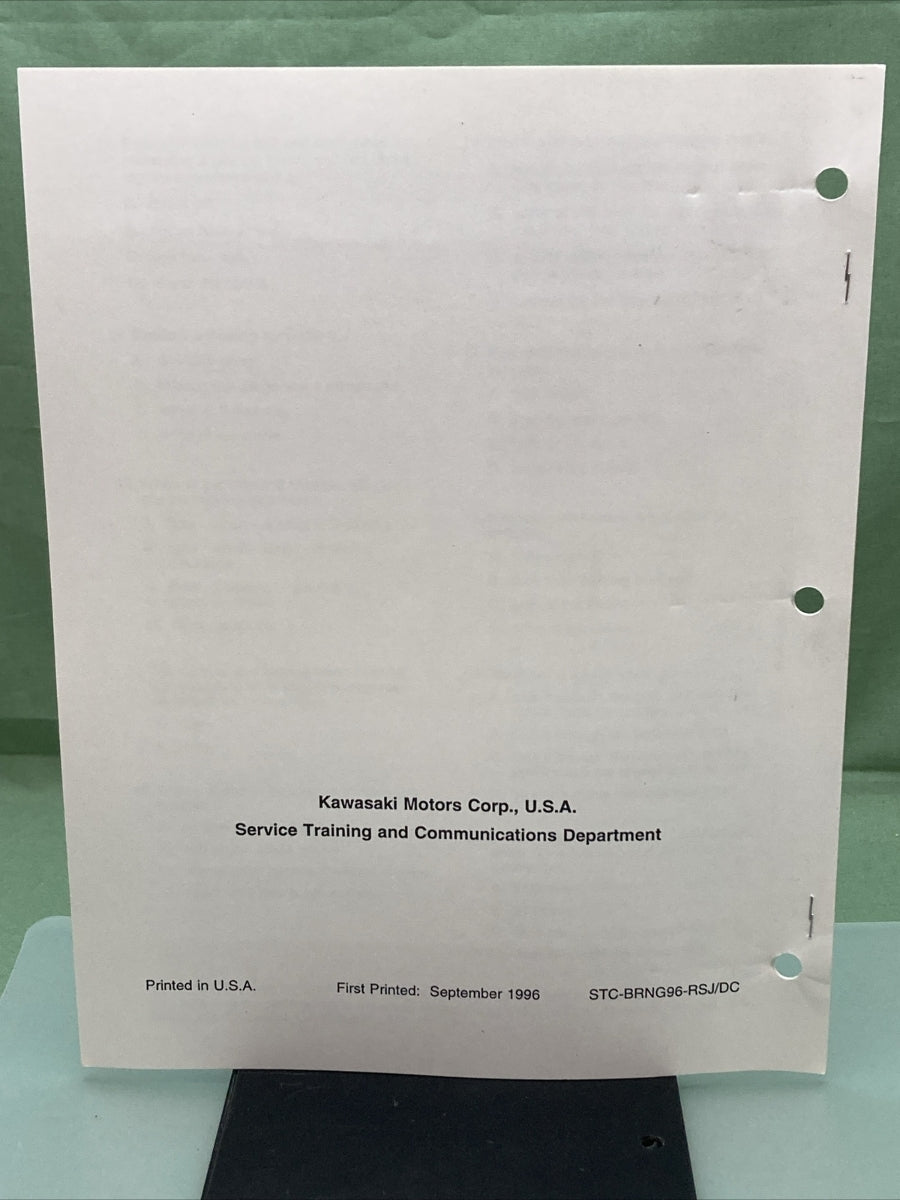 Kawasaki Motors Corp., U.S.A.
Service Training and Communications Department
Printed in U.S.A. First Printed: September 1996 STC-BRNG96-RSJ/DC